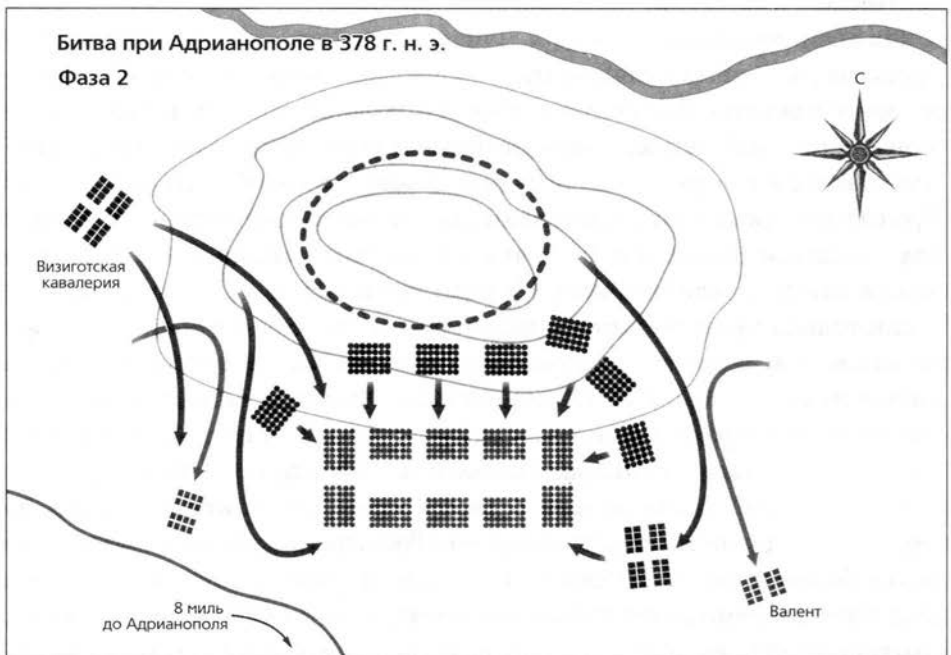 Битва при Адрианополе в 378 г. н. э.
Фаза 2
С
Визиготская
кавалерия
8 миль
до Адрианополя
Валент